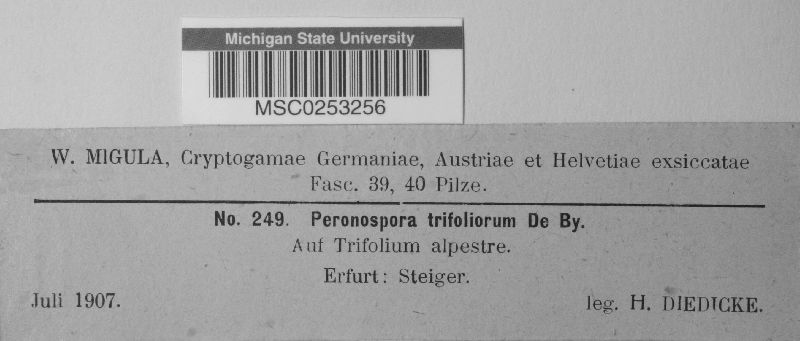 Michigan State University
MSC0253256
W. MIGULA, Cryptogamae Germaniae, Austriae et Helvetiae exsiccatae
Fasc. 39, 40 Pilze.
No. 249. Peronospora trifoliorum De By.
Auf Trifolium alpestre.
Erfurt: Steiger.
Juli 1907. leg. H. DIEDICKE.